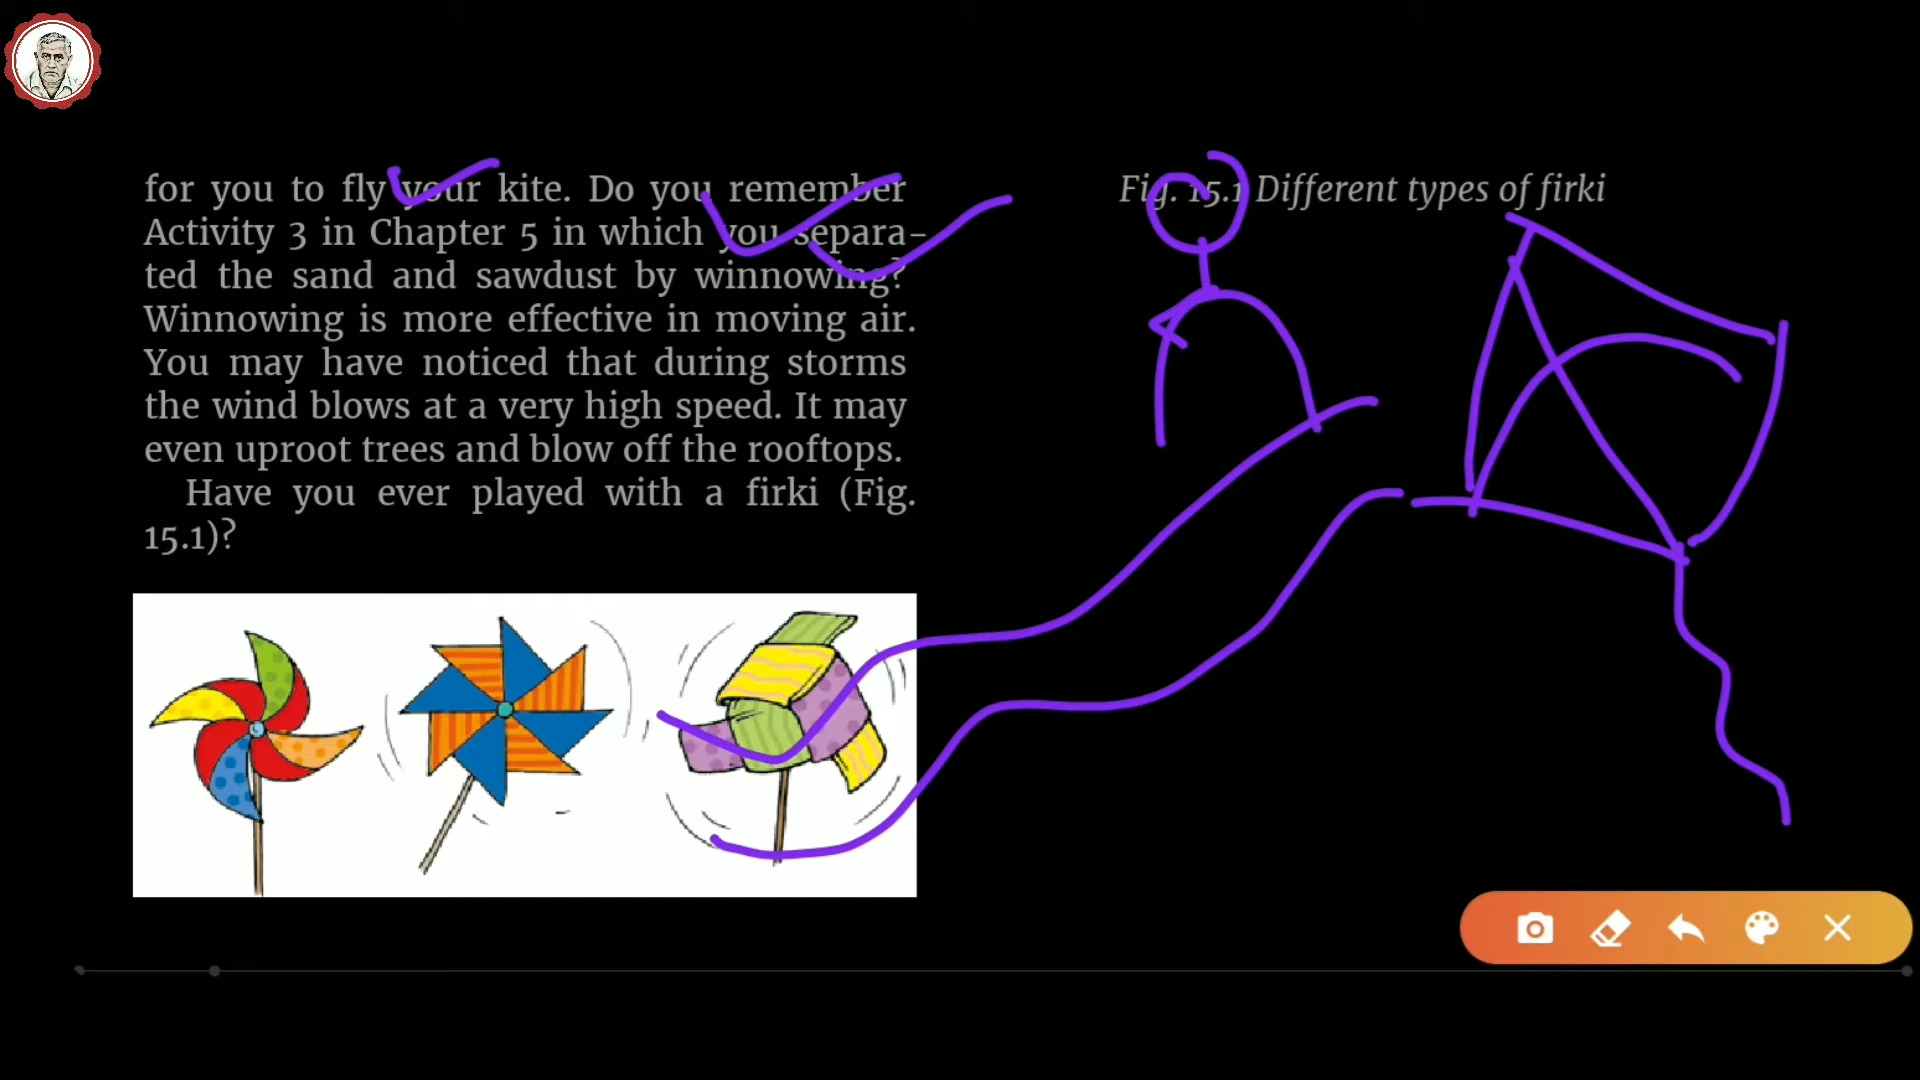 for you to fly your kite. Do you remember
Activity 3 in Chapter 5 in which you separa-
ted the sand and sawdust by winnowing?
Winnowing is more effective in moving air.
You may have noticed that during storms
the wind blows at a very high speed. It may
even uproot trees and blow off the rooftops.
Have you ever played with a firki (Fig.
15.1)?
Fig. 15.1 Different types of firki